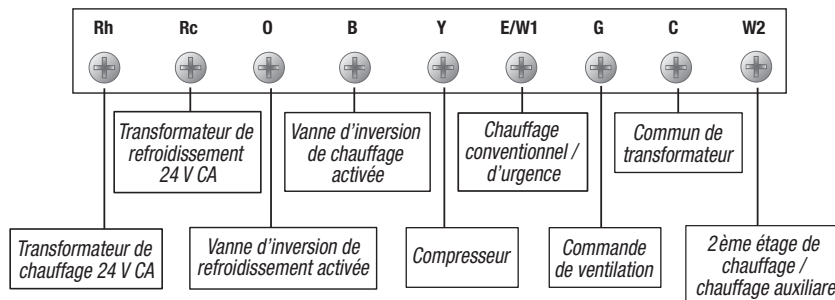 Rh Rc O B Y E/W1 G C W2
Transformateur de
refroidissement
24 V CA
Vanne d'inversion
de chauffage
activée
Chauffage
conventionnel /
d'urgence
Commun de
transformateur
Transformateur de
chauffage 24 V CA
Vanne d'inversion de
refroidissement activée
Compresseur
Commande
de ventilation
2ème étage de
chauffage /
chauffage auxiliare